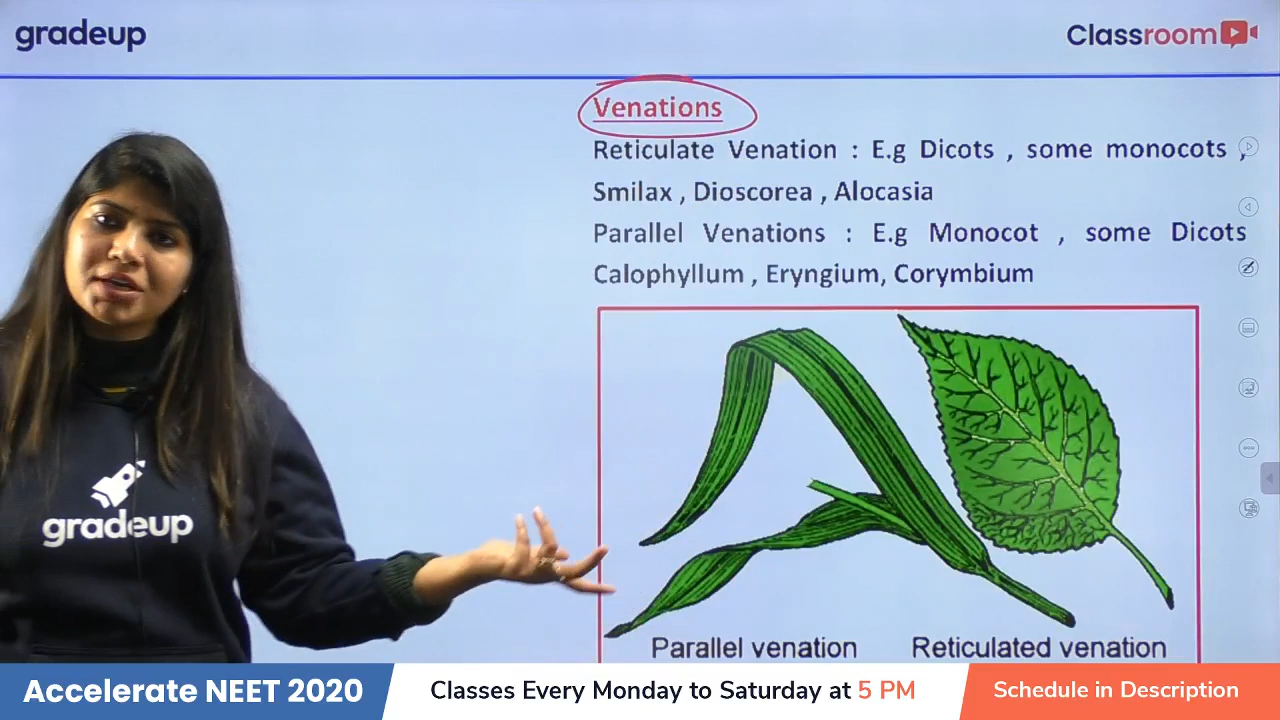 gradeup
Classroom
Venations
Reticulate Venation : E.g Dicots , some monocots ,
Smilax , Dioscorea , Alocasia
Parallel Venations : E.g Monocot , some Dicots
Calophyllum , Eryngium, Corymbium
gradeup
Parallel venation
Reticulated venation
Accelerate NEET 2020
Classes Every Monday to Saturday at 5 PM
Schedule in Description